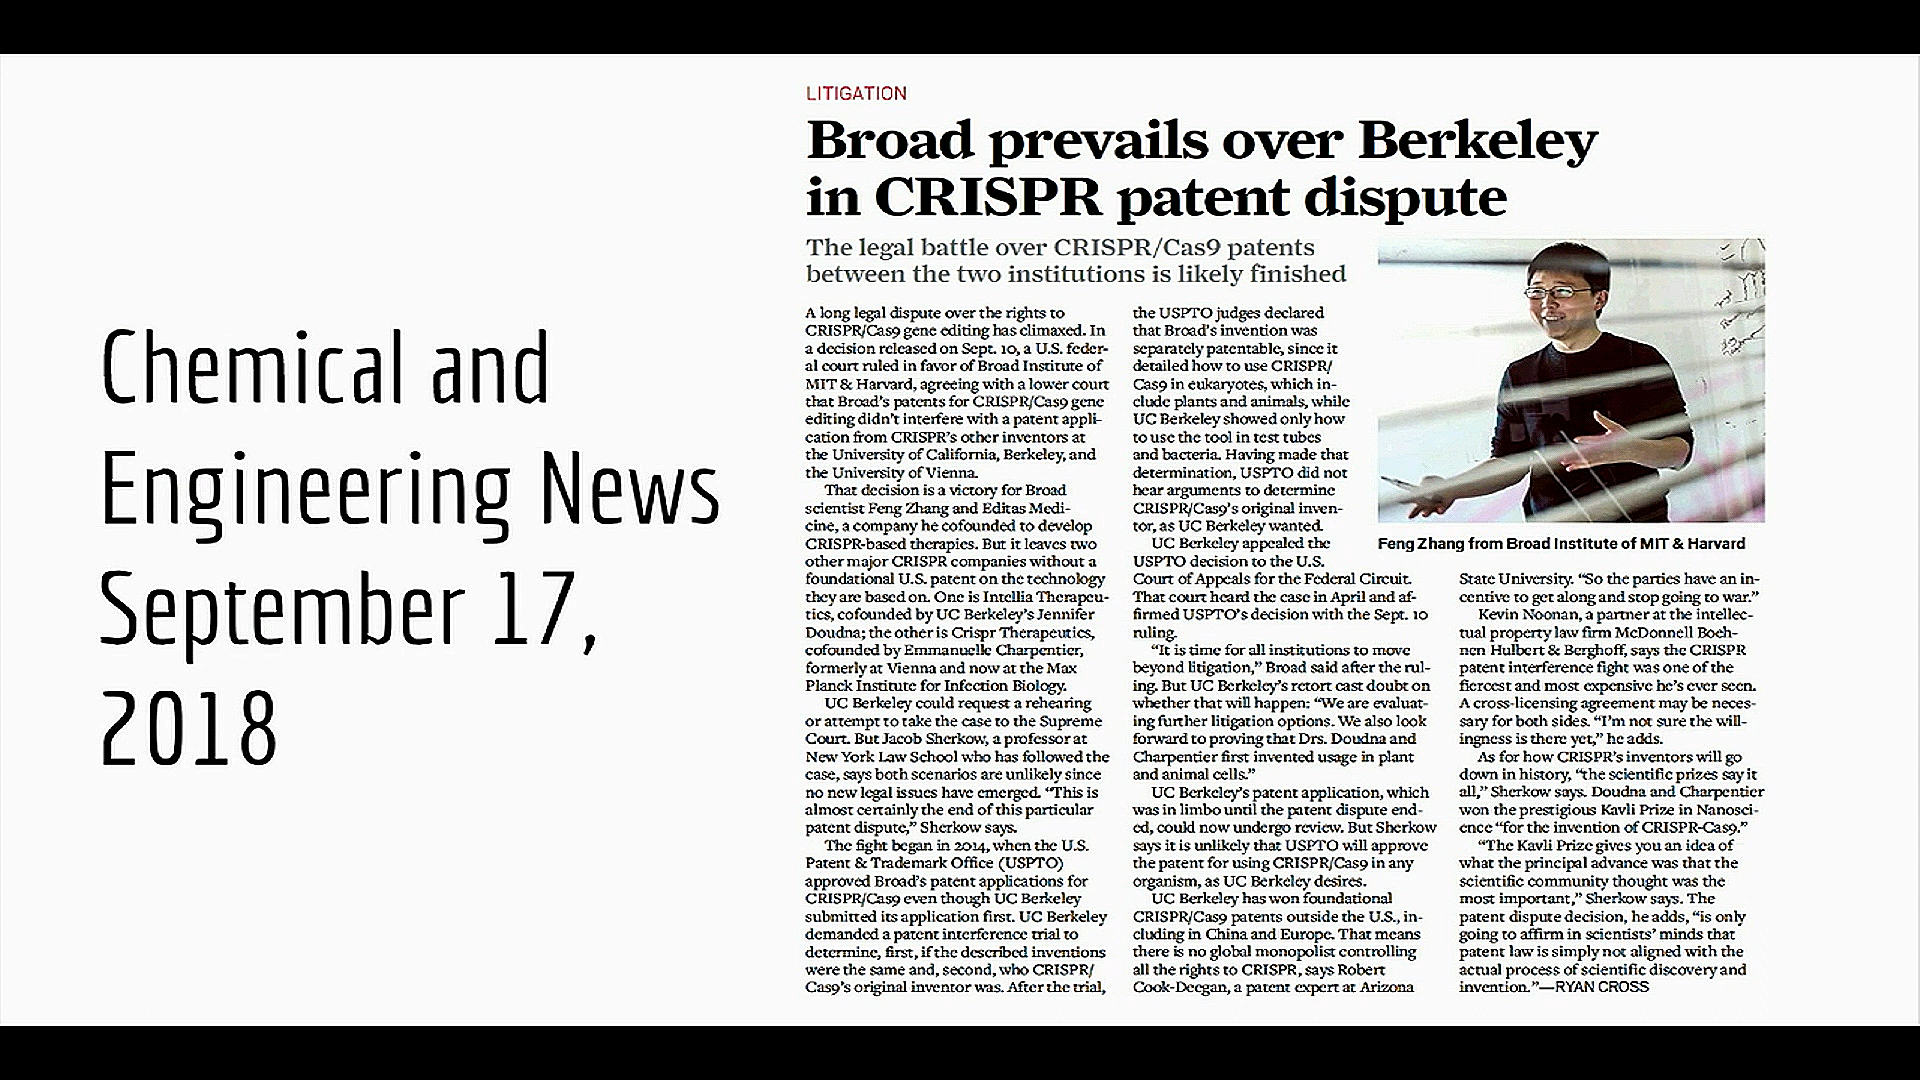 Chemical and
Engineering News
September 17,
2018
LITIGATION
Broad prevails over Berkeley
in CRISPR patent dispute
The legal battle over CRISPR/Cas9 patents
between the two institutions is likely finished
A long legal dispute over the rights to
CRISPR/Cas9 gene editing has climaxed. In
a decision released on Sept. 10, a U.S. feder-
al court ruled in favor of Broad Institute of
MIT & Harvard, agreeing with a lower court
that Broad's patents for CRISPR/Cas9 gene
editing didn't interfere with a patent appli-
cation from CRISPR's other inventors at
the University of California, Berkeley, and
the University of Vienna.
That decision is a victory for Broad
scientist Feng Zhang and Editas Medi-
cine, a company he cofounded to develop
CRISPR-based therapies. But it leaves two
other major CRISPR companies without a
foundational U.S. patent on the technology
they are based on. One is Intellia Therapeu-
tics, cofounded by UC Berkeley's Jennifer
Doudna; the other is Crispr Therapeutics,
cofounded by Emmanuelle Charpentier,
formerly at Vienna and now at the Max
Planck Institute for Infection Biology.
UC Berkeley could request a rehearing
or attempt to take the case to the Supreme
Court. But Jacob Sherkow, a professor at
New York Law School who has followed the
case, says both scenarios are unlikely since
no new legal issues have emerged. “This is
almost certainly the end of this particular
patent dispute,” Sherkow says.
The fight began in 2014, when the U.S.
Patent & Trademark Office (USPTO)
approved Broad's patent applications for
CRISPR/Cas9 even though UC Berkeley
submitted its application first. UC Berkeley
demanded a patent interference trial to
determine, first, if the described inventions
were the same and, second, who CRISPR/
Cas9's original inventor was. After the trial,
the USPTO judges declared
that Broad's invention was
separately patentable, since it
detailed how to use CRISPR/
Cas9 in eukaryotes, which in-
clude plants and animals, while
UC Berkeley showed only how
to use the tool in test tubes
and bacteria. Having made that
determination, USPTO did not
hear arguments to determine
CRISPR/Cas9's original inven-
tor, as UC Berkeley wanted.
UC Berkeley appealed the
USPTO decision to the U.S.
Court of Appeals for the Federal Circuit.
That court heard the case in April and af-
firmed USPTO's decision with the Sept. 10
ruling.
“It is time for all institutions to move
beyond litigation,” Broad said after the rul-
ing. But UC Berkeley's retort cast doubt on
whether that will happen: “We are evaluat-
ing further litigation options. We also look
forward to proving that Drs. Doudna and
Charpentier first invented usage in plant
and animal cells.”
UC Berkeley's patent application, which
was in limbo until the patent dispute end-
ed, could now undergo review. But Sherkow
says it is unlikely that USPTO will approve
the patent for using CRISPR/Cas9 in any
organism, as UC Berkeley desires.
UC Berkeley has won foundational
CRISPR/Cas9 patents outside the U.S., in-
cluding in China and Europe. That means
there is no global monopolist controlling
all the rights to CRISPR, says Robert
Cook-Deegan, a patent expert at Arizona
Feng Zhang from Broad Institute of MIT & Harvard
State University. “So the parties have an in-
centive to get along and stop going to war.”
Kevin Noonan, a partner at the intellec-
tual property law firm McDonnell Boeh-
nen Hulbert & Berghoff, says the CRISPR
patent interference fight was one of the
fiercest and most expensive he's ever seen.
A cross-licensing agreement may be neces-
sary for both sides. “I'm not sure the will-
ingness is there yet,” he adds.
As for how CRISPR's inventors will go
down in history, “the scientific prizes say it
all,” Sherkow says. Doudna and Charpentier
won the prestigious Kavli Prize in Nanosci-
ence “for the invention of CRISPR-Cas9.”
“The Kavli Prize gives you an idea of
what the principal advance was that the
scientific community thought was the
most important,” Sherkow says. The
patent dispute decision, he adds, “is only
going to affirm in scientists' minds that
patent law is simply not aligned with the
actual process of scientific discovery and
invention.”—RYAN CROSS